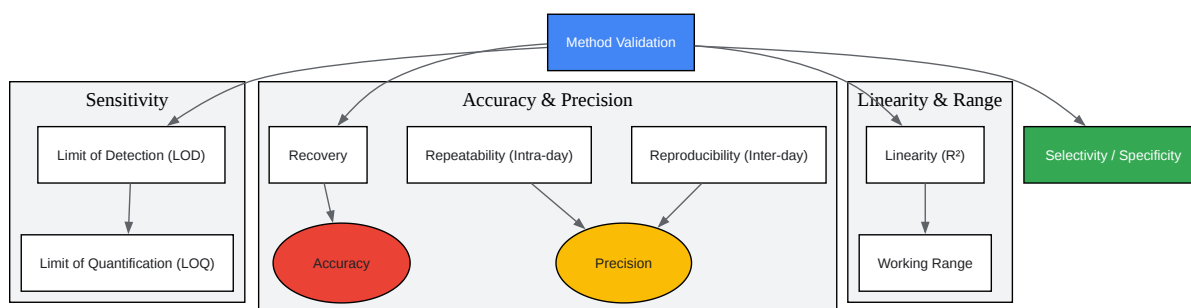 Method Validation
Sensitivity
Accuracy & Precision
Linearity & Range
Limit of Detection (LOD)
Recovery
Repeatability (Intra-day)
Reproducibility (Inter-day)
Linearity (R²)
Selectivity / Specificity
Limit of Quantification (LOQ)
Accuracy
Precision
Working Range